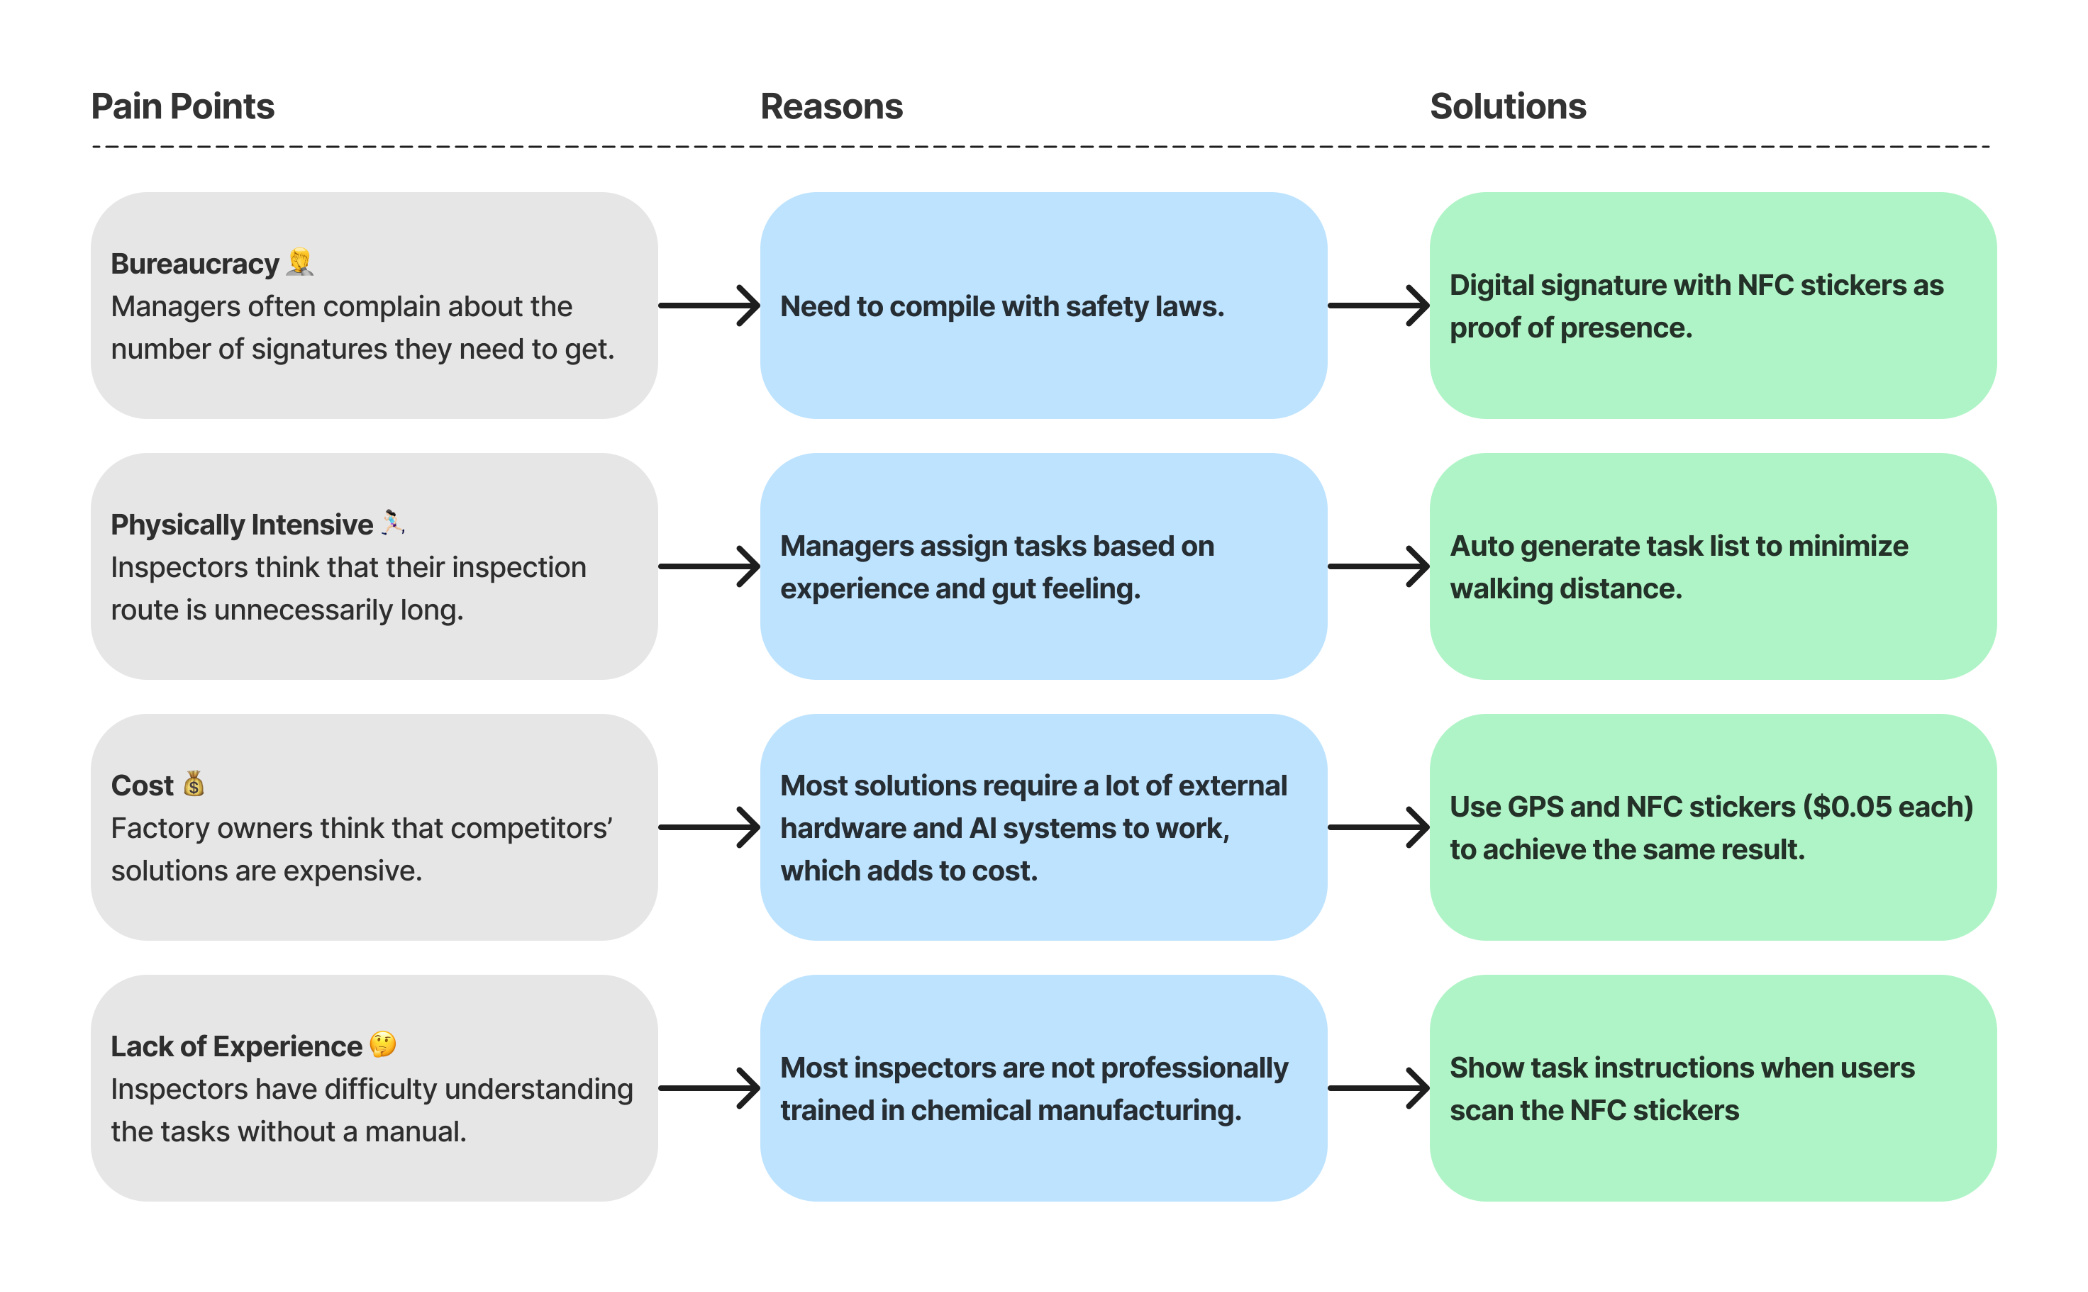 Pain Points
Reasons
Solutions
Bureaucracy 🤦
Managers often complain about the
number of signatures they need to get.
Need to compile with safety laws.
Digital signature with NFC stickers as
proof of presence.
Physically Intensive 🏃🏻
Inspectors think that their inspection
route is unnecessarily long.
Managers assign tasks based on
experience and gut feeling.
Auto generate task list to minimize
walking distance.
Cost 💰
Factory owners think that competitors’
solutions are expensive.
Most solutions require a lot of external
hardware and AI systems to work,
which adds to cost.
Use GPS and NFC stickers ($0.05 each)
to achieve the same result.
Lack of Experience 🤔
Inspectors have difficulty understanding
the tasks without a manual.
Most inspectors are not professionally
trained in chemical manufacturing.
Show task instructions when users
scan the NFC stickers